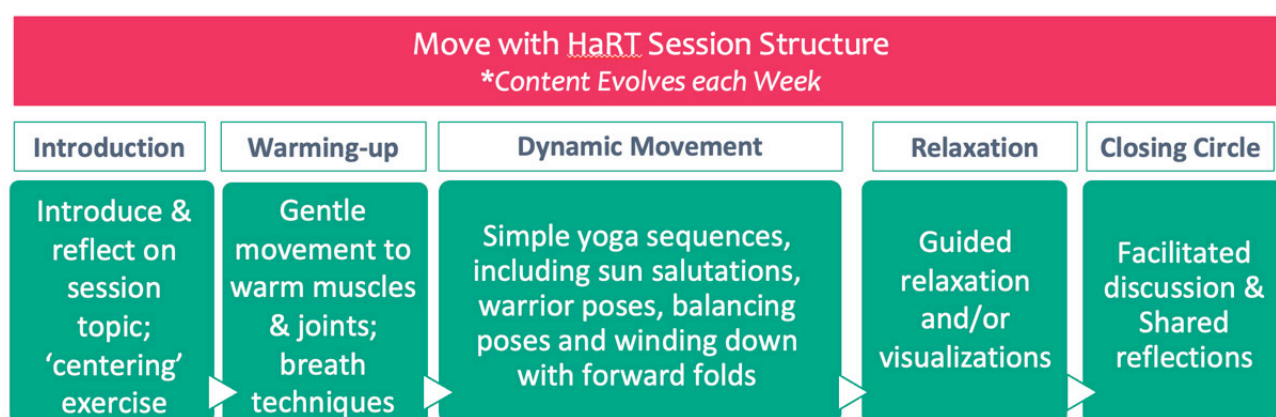 Move with HaRT Session Structure
*Content Evolves each Week
Introduction
Warming-up
Dynamic Movement
Relaxation
Closing Circle
Introduce &
reflect on
session
topic;
‘centering’
exercise
Gentle
movement to
warm muscles
& joints;
breath
techniques
Simple yoga sequences,
including sun salutations,
warrior poses, balancing
poses and winding down
with forward folds
Guided
relaxation
and/or
visualizations
Facilitated
discussion &
Shared
reflections